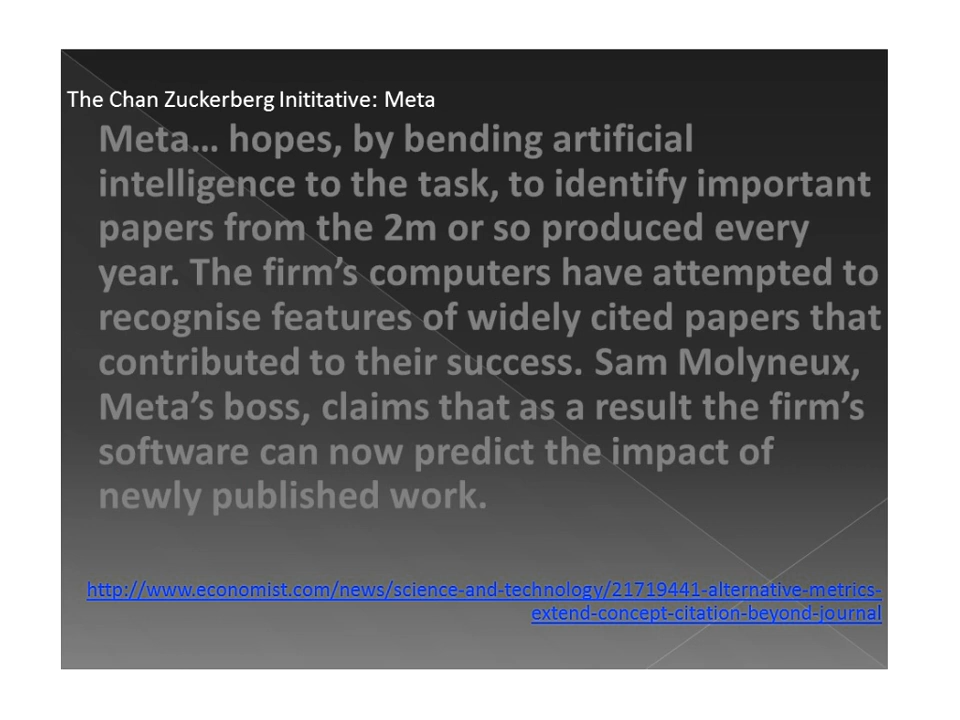 The Chan Zuckerberg Inititative: Meta
Meta… hopes, by bending artificial
intelligence to the task, to identify important
papers from the 2m or so produced every
year. The firm’s computers have attempted to
recognise features of widely cited papers that
contributed to their success. Sam Molyneux,
Meta’s boss, claims that as a result the firm’s
software can now predict the impact of
newly published work.
http://www.economist.com/news/science-and-technology/21719441-alternative-metrics-
extend-concept-citation-beyond-journal